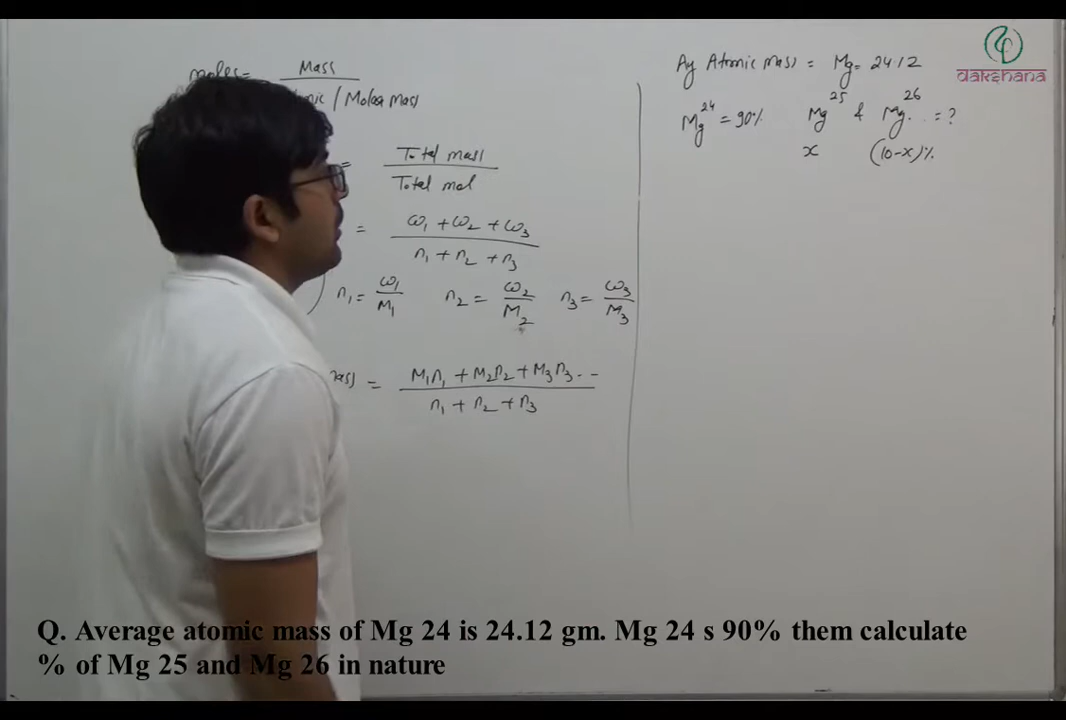 moles = Mass
/ Molar mass
= Total mass
Total mol
= ω₁ + ω₂ + ω₃
n₁ + n₂ + n₃
n₁ = ω₁/M₁ n₂ = ω₂/M₂ n₃ = ω₃/M₃
= M₁n₁ + M₂n₂ + M₃n₃ . . –
n₁ + n₂ + n₃
Avg Atomic mass = Mg = 24.12
Mg²⁴ = 90% Mg²⁵ & Mg²⁶ . . = ?
x (10-x)%
dakshana
Q. Average atomic mass of Mg 24 is 24.12 gm. Mg 24 s 90% them calculate
% of Mg 25 and Mg 26 in nature